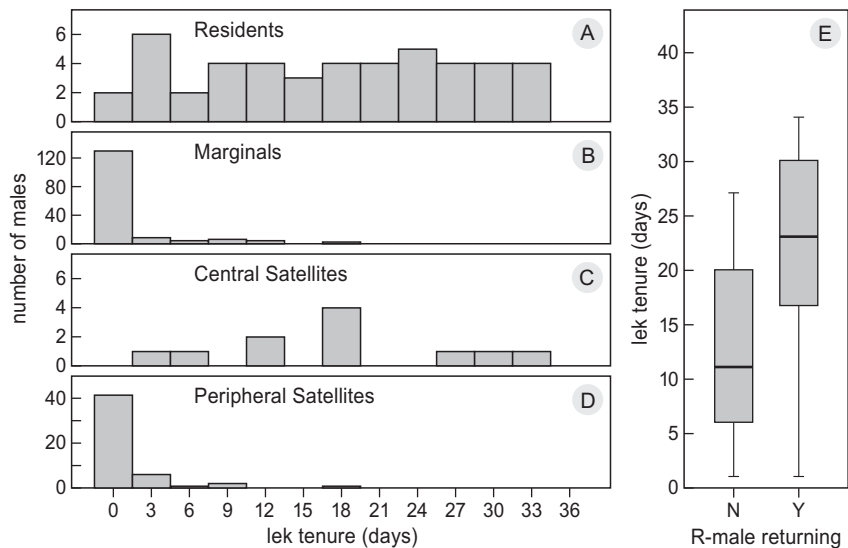 Residents
A
6
4
2
0
Marginals
B
120
80
40
0
Central Satellites
C
6
4
2
0
Peripheral Satellites
D
40
20
0
number of males
0 3 6 9 12 15 18 21 24 27 30 33 36
lek tenure (days)
E
40
35
30
25
20
15
10
5
0
lek tenure (days)
N Y
R-male returning